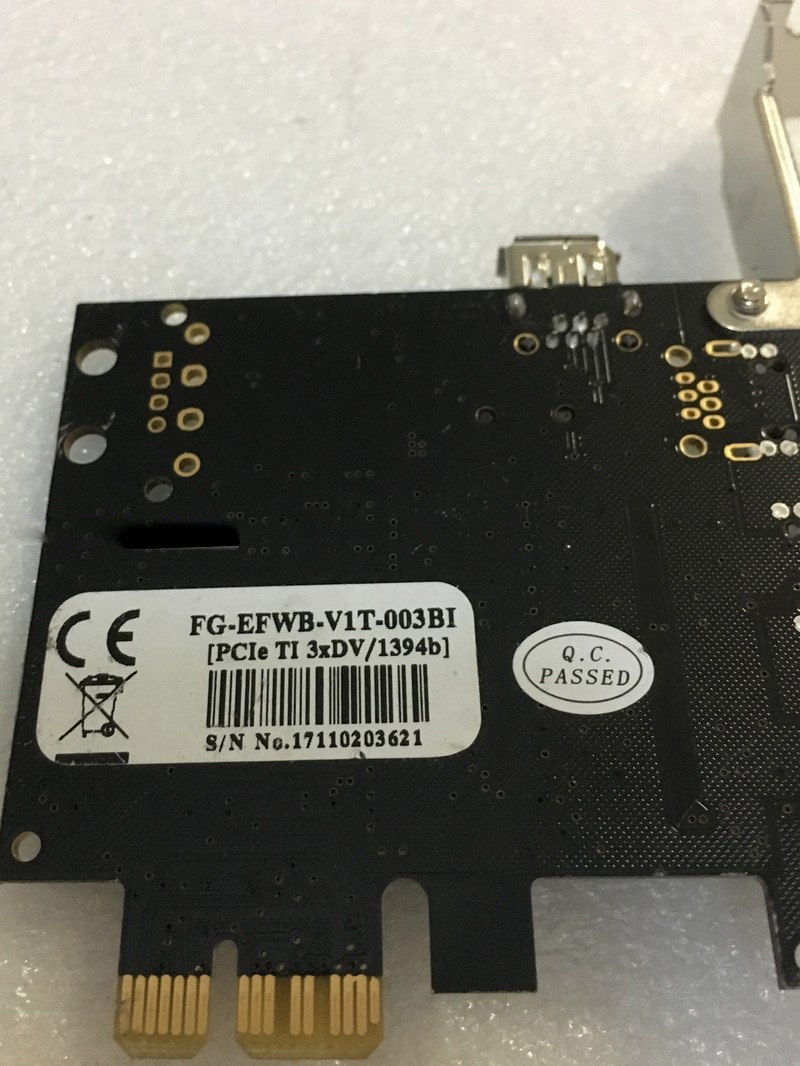 CE
FG-EFWB-V1T-003BI
[PCIe TI 3xDV/1394b]
S/N No.17110203621
Q.C.
PASSED